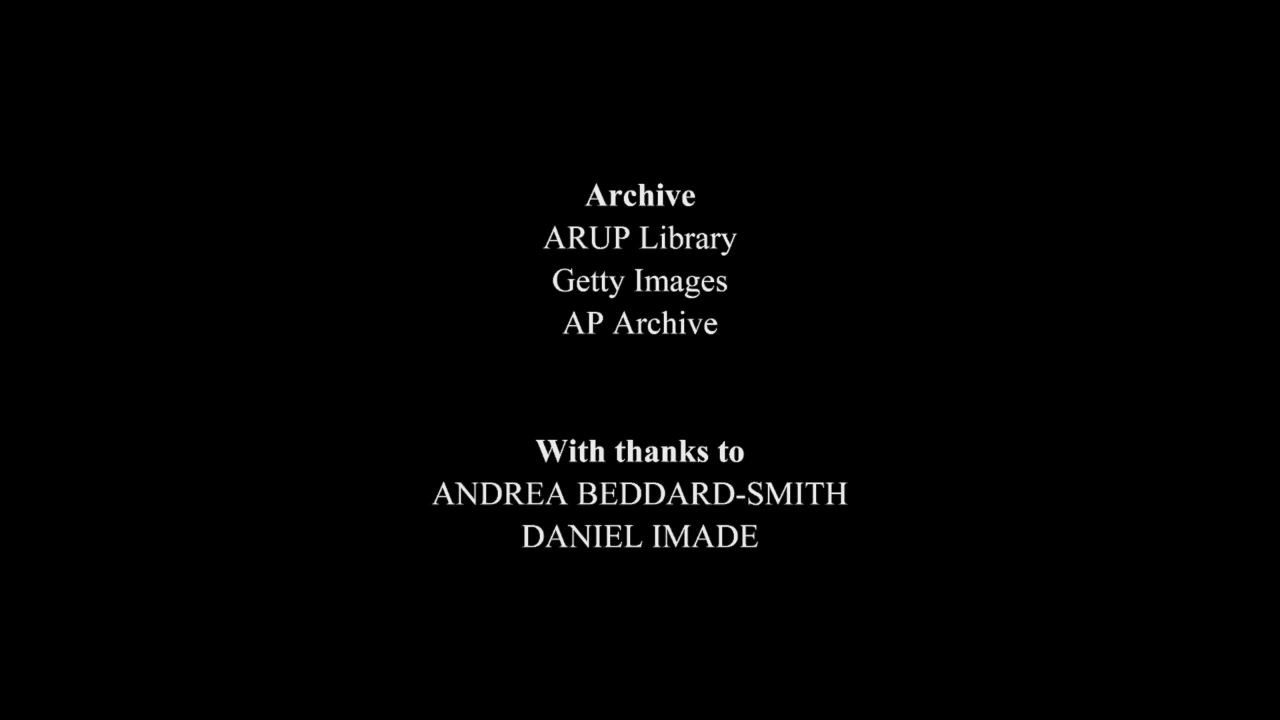 Archive
ARUP Library
Getty Images
AP Archive
With thanks to
ANDREA BEDDARD-SMITH
DANIEL IMADE